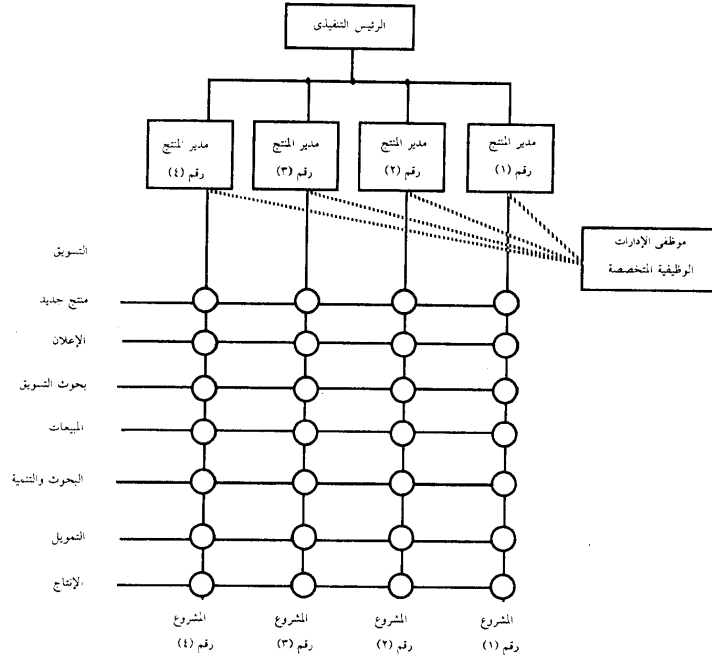 الرئيس التنفيذى
مدير المنتج
رقم (١)
مدير المنتج
رقم (٢)
مدير المنتج
رقم (٣)
مدير المنتج
رقم (٤)
موظفى الإدارات
الوظيفية المتخصصة
التسويق
منتج جديد
الإعلان
بحوث التسويق
المبيعات
البحوث والتنمية
التمويل
الإنتاج
المشروع
رقم (١)
المشروع
رقم (٢)
المشروع
رقم (٣)
المشروع
رقم (٤)